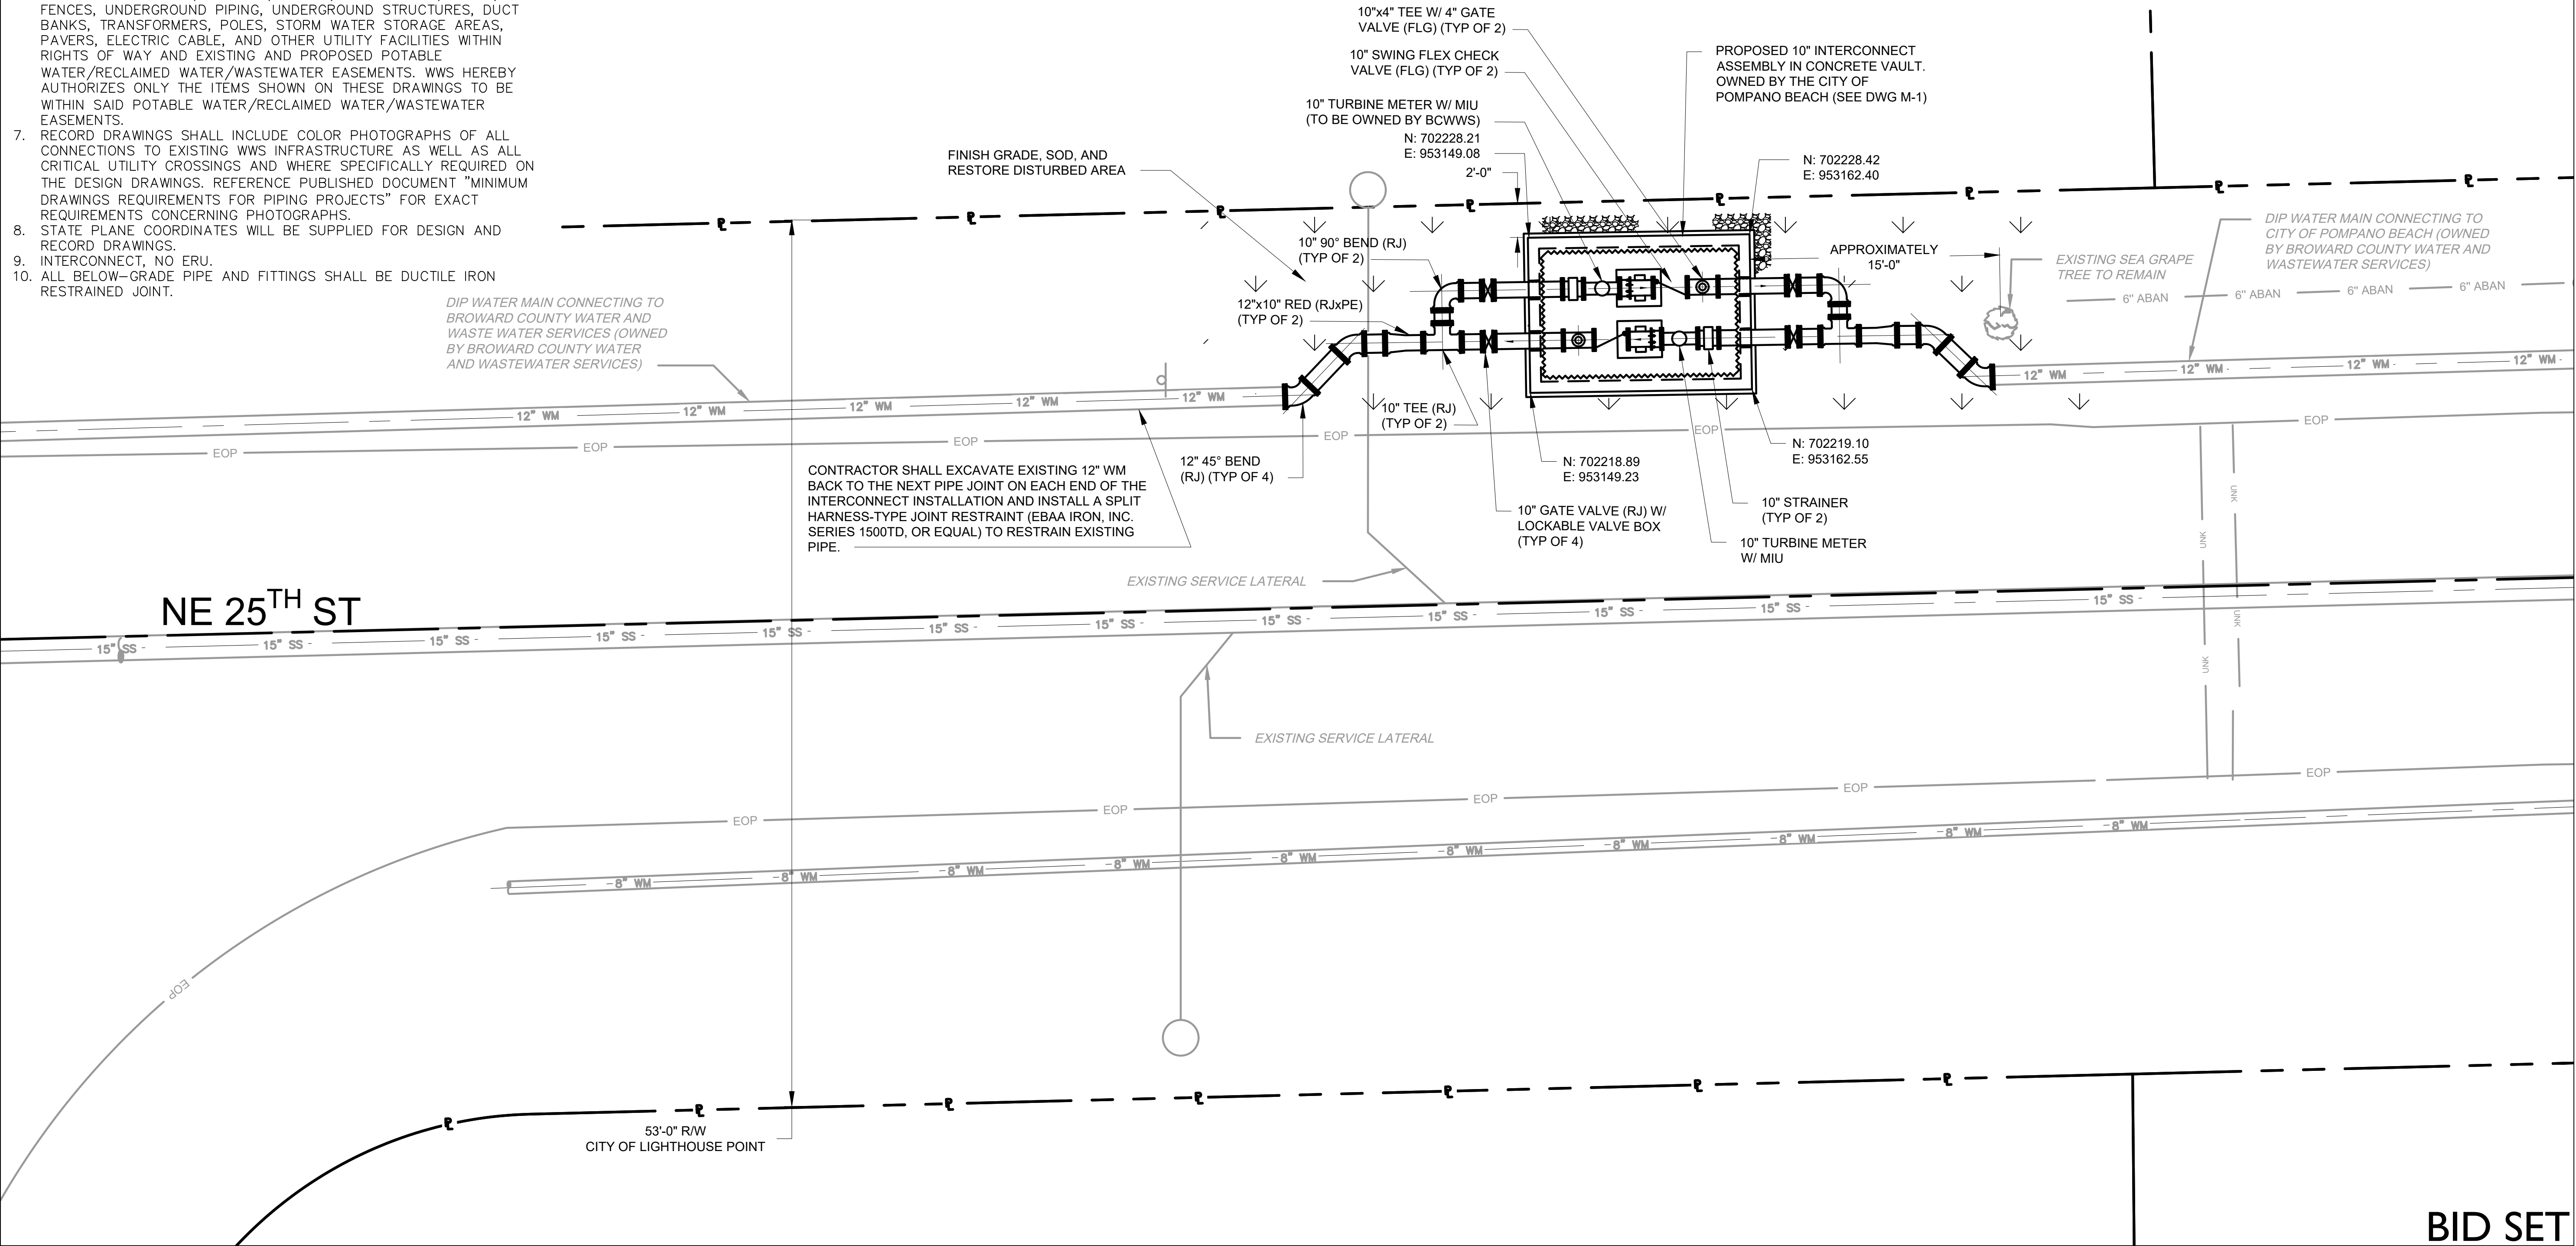 FENCES, UNDERGROUND PIPING, UNDERGROUND STRUCTURES, DUCT
BANKS, TRANSFORMERS, POLES, STORM WATER STORAGE AREAS,
PAVERS, ELECTRIC CABLE, AND OTHER UTILITY FACILITIES WITHIN
RIGHTS OF WAY AND EXISTING AND PROPOSED POTABLE
WATER/RECLAIMED WATER/WASTEWATER EASEMENTS. WWS HEREBY
AUTHORIZES ONLY THE ITEMS SHOWN ON THESE DRAWINGS TO BE
WITHIN SAID POTABLE WATER/RECLAIMED WATER/WASTEWATER
EASEMENTS.
7. RECORD DRAWINGS SHALL INCLUDE COLOR PHOTOGRAPHS OF ALL
CONNECTIONS TO EXISTING WWS INFRASTRUCTURE AS WELL AS ALL
CRITICAL UTILITY CROSSINGS AND WHERE SPECIFICALLY REQUIRED ON
THE DESIGN DRAWINGS. REFERENCE PUBLISHED DOCUMENT "MINIMUM
DRAWINGS REQUIREMENTS FOR PIPING PROJECTS" FOR EXACT
REQUIREMENTS CONCERNING PHOTOGRAPHS.
8. STATE PLANE COORDINATES WILL BE SUPPLIED FOR DESIGN AND
RECORD DRAWINGS.
9. INTERCONNECT, NO ERU.
10. ALL BELOW-GRADE PIPE AND FITTINGS SHALL BE DUCTILE IRON
RESTRAINED JOINT.
10"x4" TEE W/ 4" GATE
VALVE (FLG) (TYP OF 2)
10" SWING FLEX CHECK
VALVE (FLG) (TYP OF 2)
10" TURBINE METER W/ MIU
(TO BE OWNED BY BCWWS)
N: 702228.21
E: 953149.08
2'-0"
PROPOSED 10" INTERCONNECT
ASSEMBLY IN CONCRETE VAULT.
OWNED BY THE CITY OF
POMPANO BEACH (SEE DWG M-1)
N: 702228.42
E: 953162.40
FINISH GRADE, SOD, AND
RESTORE DISTURBED AREA
10" 90° BEND (RJ)
(TYP OF 2)
12"x10" RED (RJxPE)
(TYP OF 2)
APPROXIMATELY
15'-0"
EXISTING SEA GRAPE
TREE TO REMAIN
DIP WATER MAIN CONNECTING TO
CITY OF POMPANO BEACH (OWNED
BY BROWARD COUNTY WATER AND
WASTEWATER SERVICES)
6" ABAN 6" ABAN 6" ABAN 6" ABAN
DIP WATER MAIN CONNECTING TO
BROWARD COUNTY WATER AND
WASTE WATER SERVICES (OWNED
BY BROWARD COUNTY WATER
AND WASTEWATER SERVICES)
12" WM 12" WM 12" WM 12" WM 12" WM
12" WM 12" WM 12" WM 12" WM
EOP EOP EOP EOP EOP EOP
10" TEE (RJ)
(TYP OF 2)
12" 45° BEND
(RJ) (TYP OF 4)
CONTRACTOR SHALL EXCAVATE EXISTING 12" WM
BACK TO THE NEXT PIPE JOINT ON EACH END OF THE
INTERCONNECT INSTALLATION AND INSTALL A SPLIT
HARNESS-TYPE JOINT RESTRAINT (EBAA IRON, INC.
SERIES 1500TD, OR EQUAL) TO RESTRAIN EXISTING
PIPE.
N: 702218.89
E: 953149.23
N: 702219.10
E: 953162.55
10" GATE VALVE (RJ) W/
LOCKABLE VALVE BOX
(TYP OF 4)
10" STRAINER
(TYP OF 2)
10" TURBINE METER
W/ MIU
UNK UNK
UNK UNK
EXISTING SERVICE LATERAL
NE 25TH ST
15" SS 15" SS 15" SS 15" SS 15" SS 15" SS 15" SS 15" SS 15" SS 15" SS 15" SS 15" SS
EXISTING SERVICE LATERAL
EOP EOP EOP EOP EOP EOP
8" WM 8" WM 8" WM 8" WM 8" WM 8" WM 8" WM 8" WM 8" WM 8" WM
53'-0" R/W
CITY OF LIGHTHOUSE POINT
BID SET